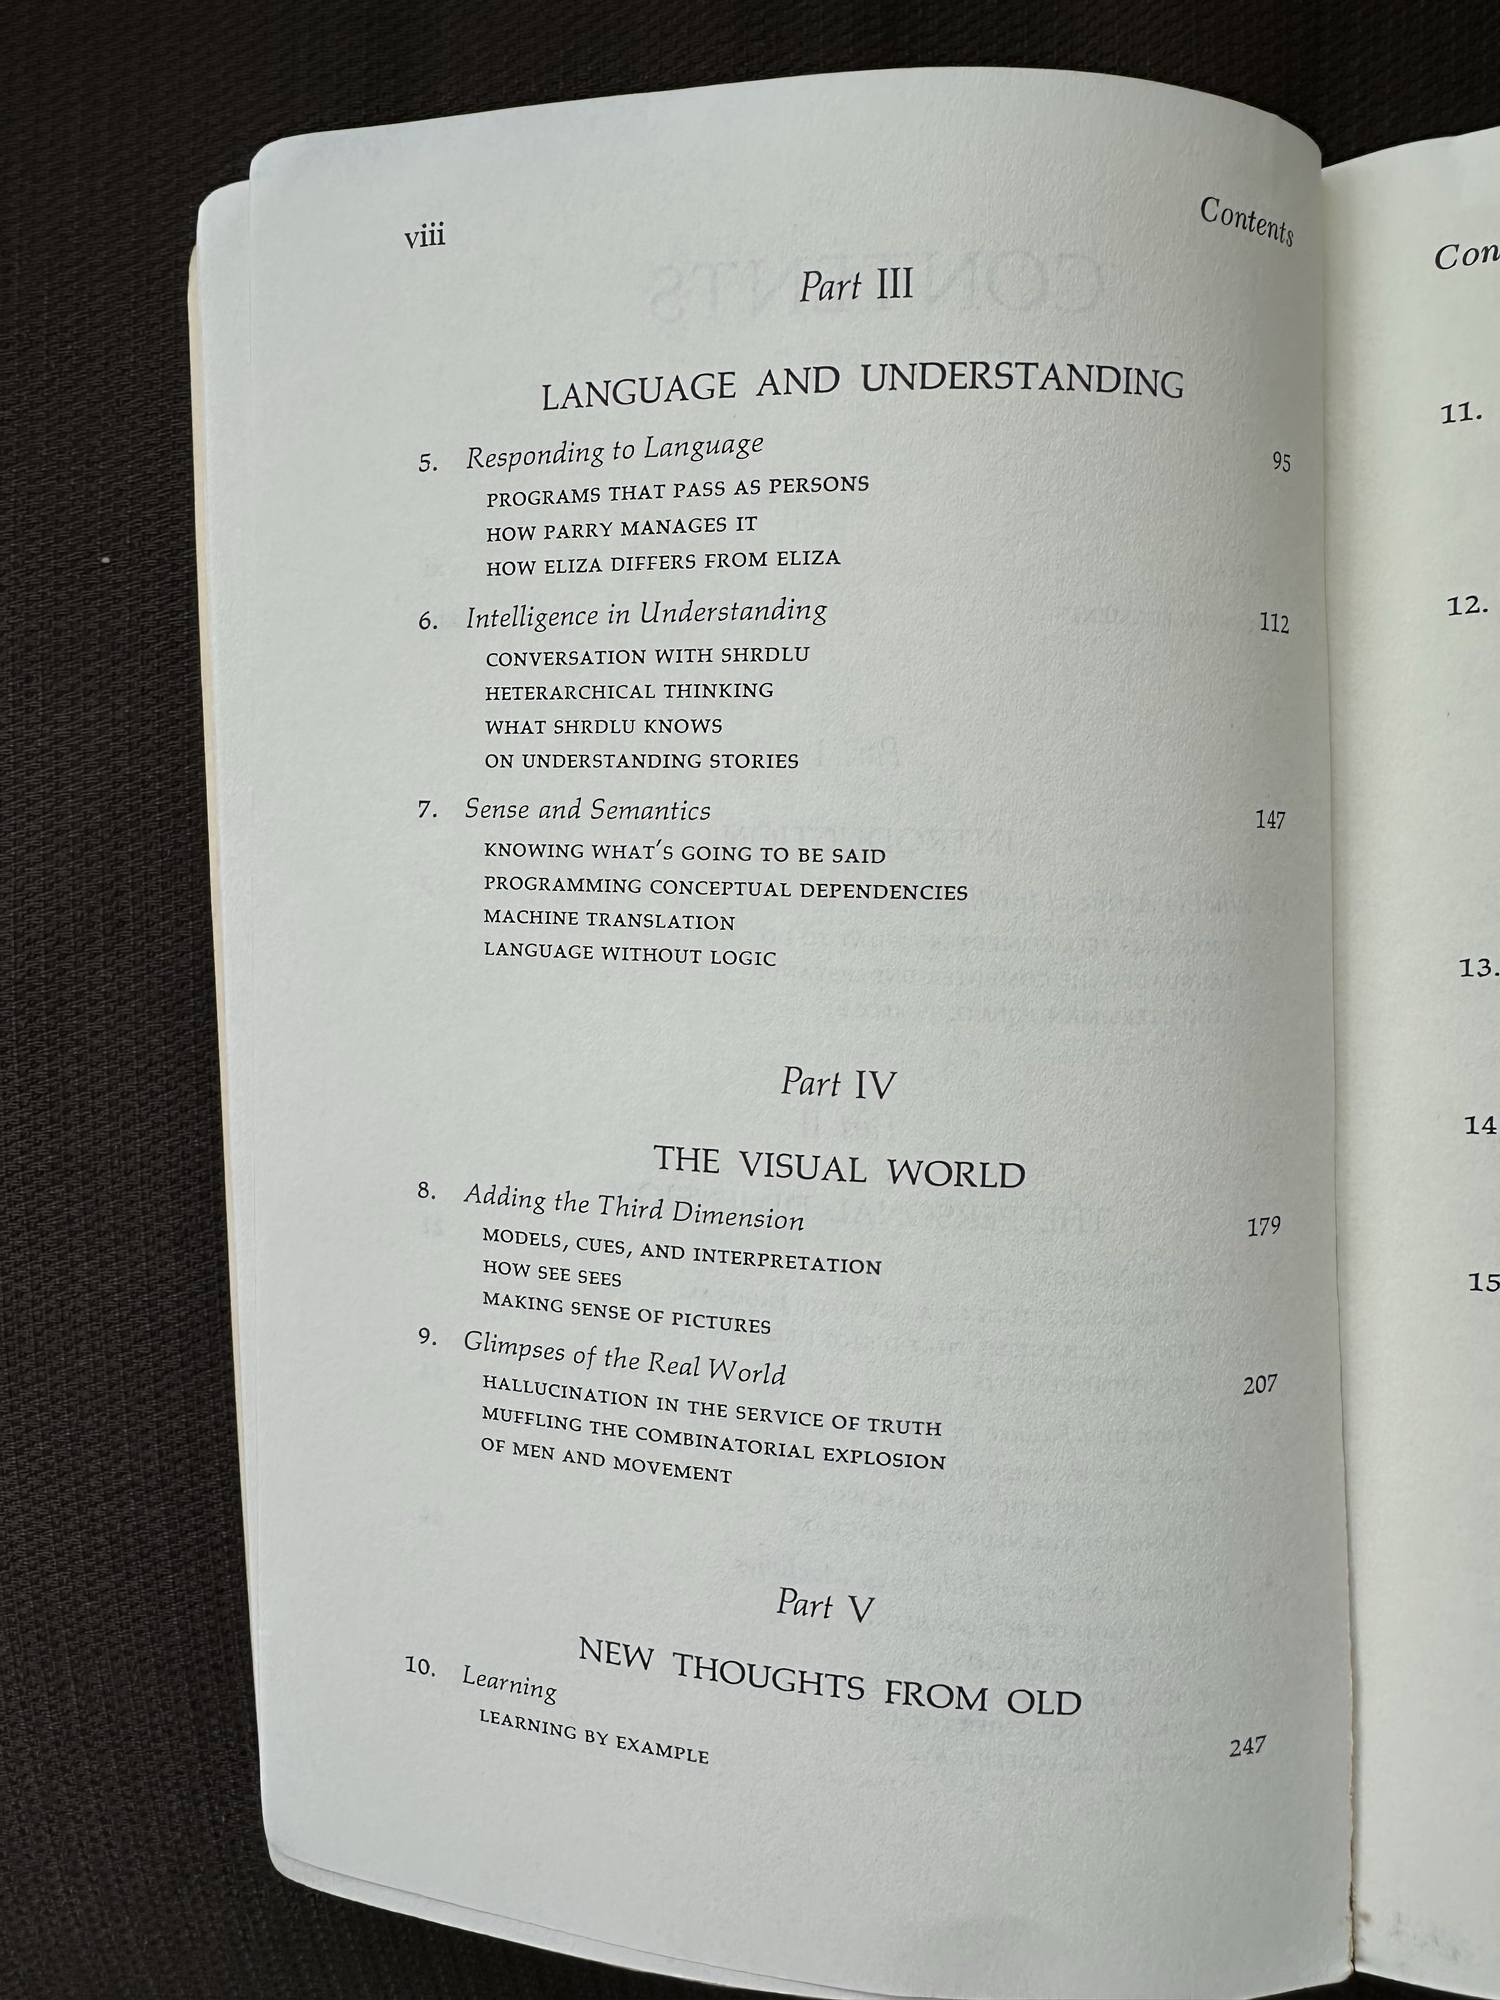 viii
Contents
Part III
LANGUAGE AND UNDERSTANDING
5. Responding to Language 95
PROGRAMS THAT PASS AS PERSONS
HOW PARRY MANAGES IT
HOW ELIZA DIFFERS FROM ELIZA
6. Intelligence in Understanding 112
CONVERSATION WITH SHRDLU
HETERARCHICAL THINKING
WHAT SHRDLU KNOWS
ON UNDERSTANDING STORIES
7. Sense and Semantics 147
KNOWING WHAT'S GOING TO BE SAID
PROGRAMMING CONCEPTUAL DEPENDENCIES
MACHINE TRANSLATION
LANGUAGE WITHOUT LOGIC
Part IV
THE VISUAL WORLD
8. Adding the Third Dimension 179
MODELS, CUES, AND INTERPRETATION
HOW SEE SEES
MAKING SENSE OF PICTURES
9. Glimpses of the Real World 207
HALLUCINATION IN THE SERVICE OF TRUTH
MUFFLING THE COMBINATORIAL EXPLOSION
OF MEN AND MOVEMENT
Part V
NEW THOUGHTS FROM OLD
10. Learning 247
LEARNING BY EXAMPLE
Con
11.
12.
13.
14
15